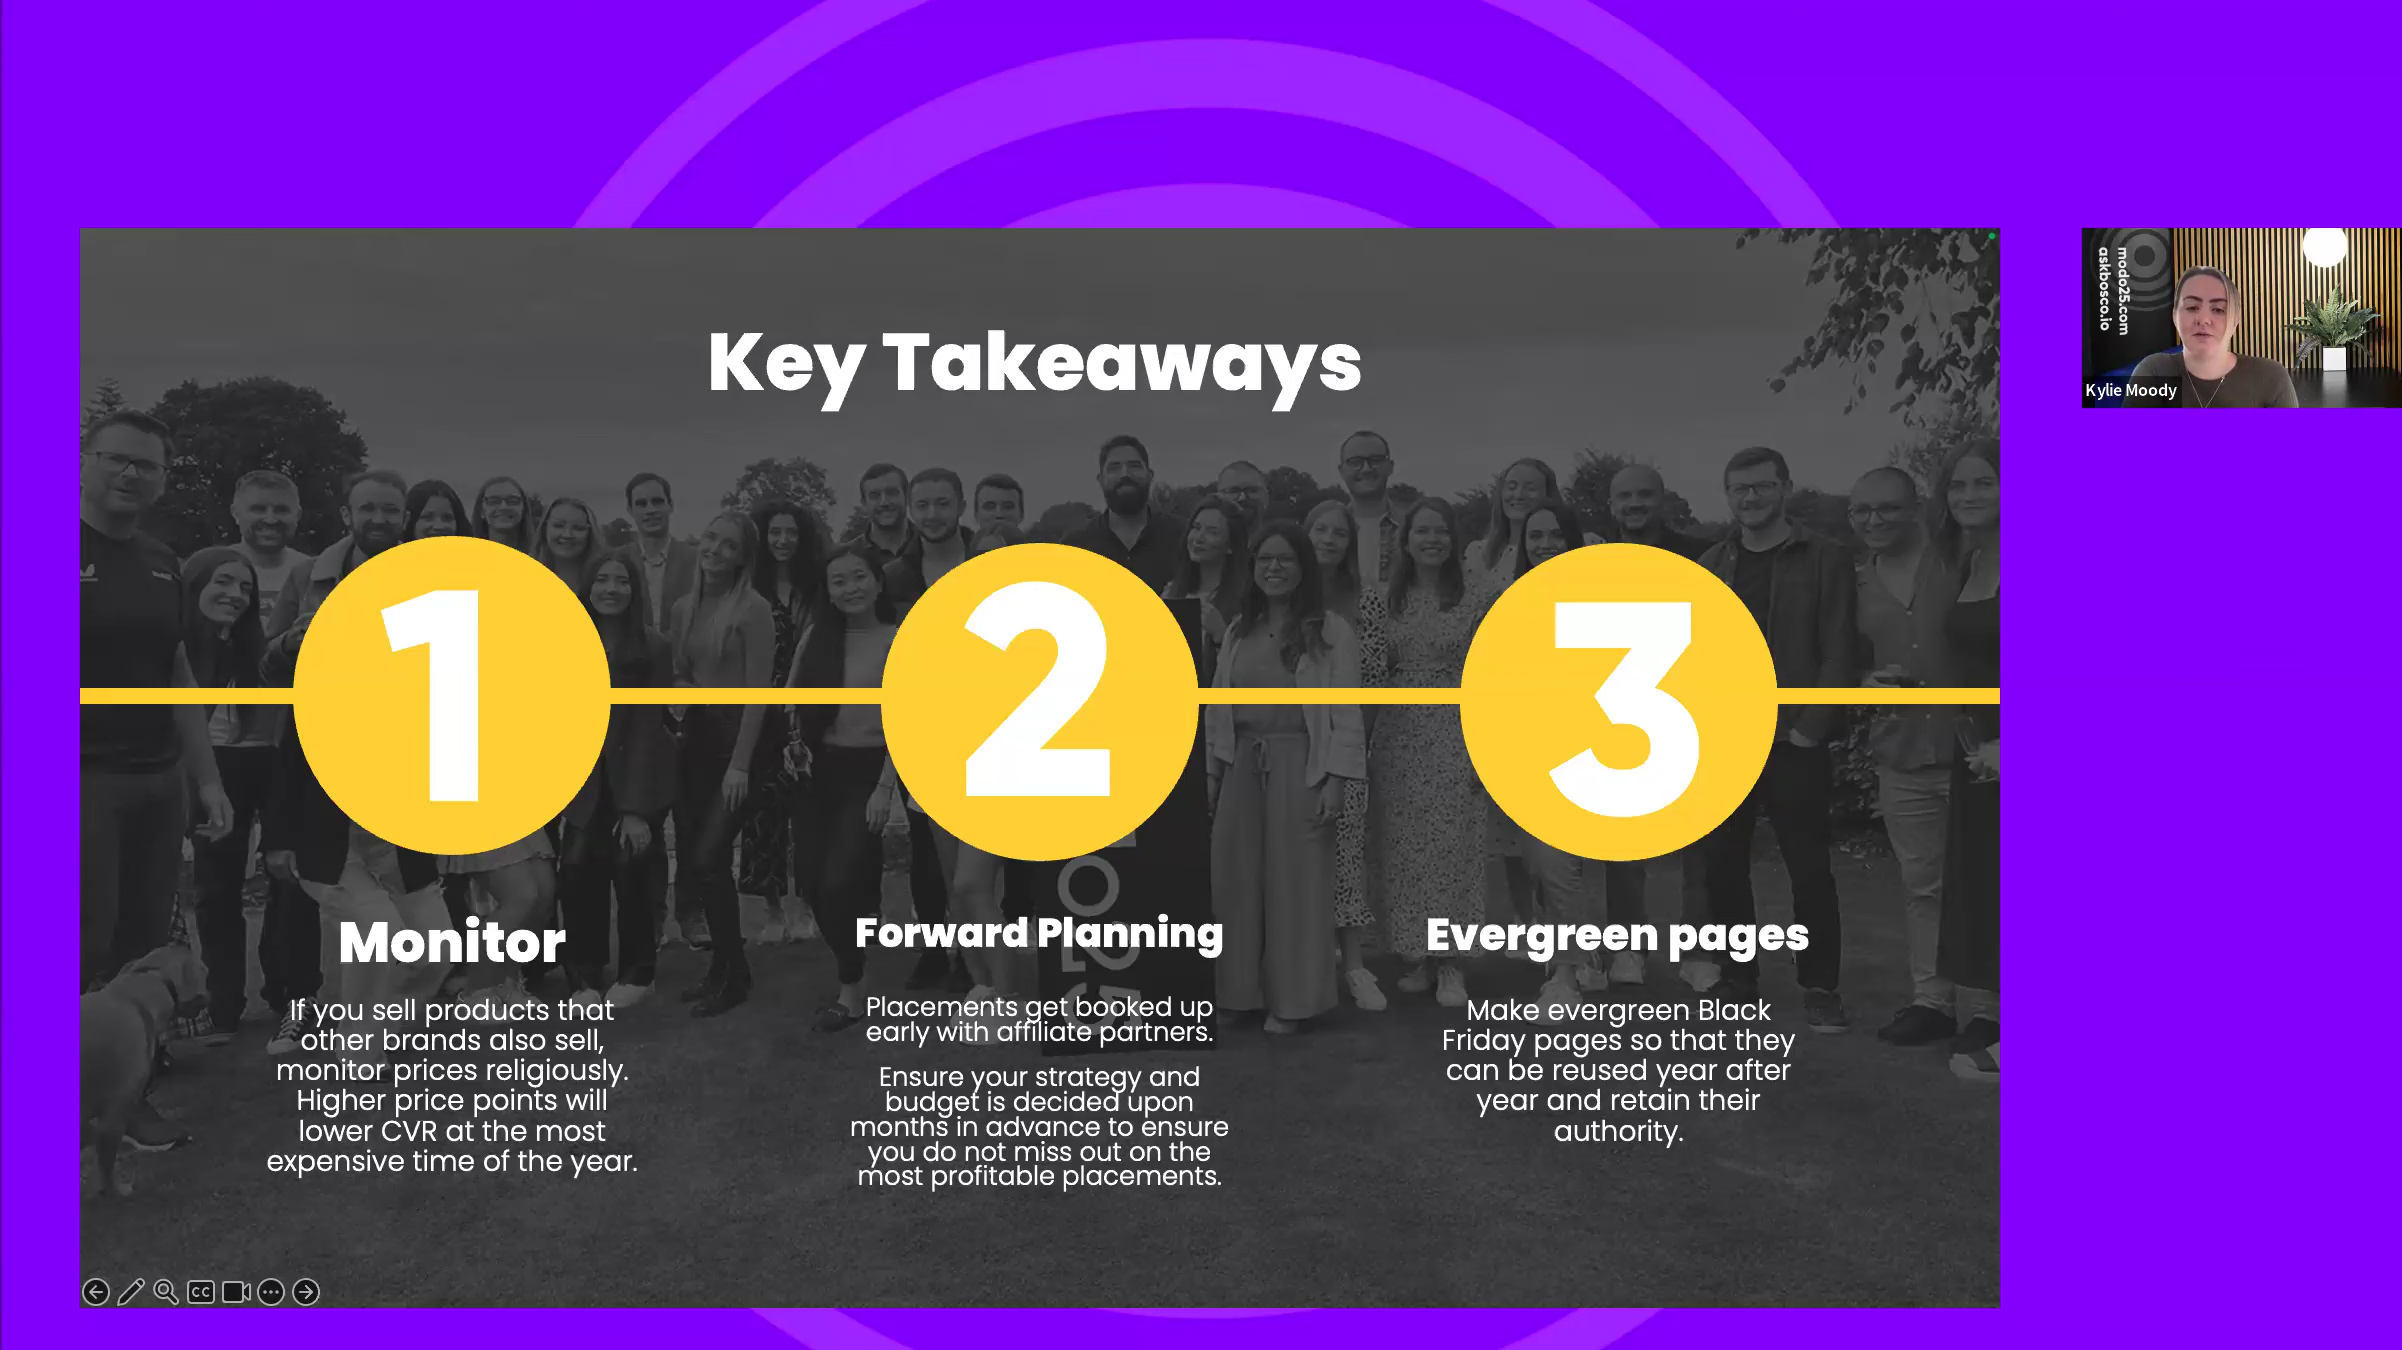 Key Takeaways
1
2
3
Monitor
If you sell products that
other brands also sell,
monitor prices religiously.
Higher price points will
lower CVR at the most
expensive time of the year.
Forward Planning
Placements get booked up
early with affiliate partners.
Ensure your strategy and
budget is decided upon
months in advance to ensure
you do not miss out on the
most profitable placements.
Evergreen pages
Make evergreen Black
Friday pages so that they
can be reused year after
year and retain their
authority.
modo25.com
askbosco.io
Kylie Moody
CC